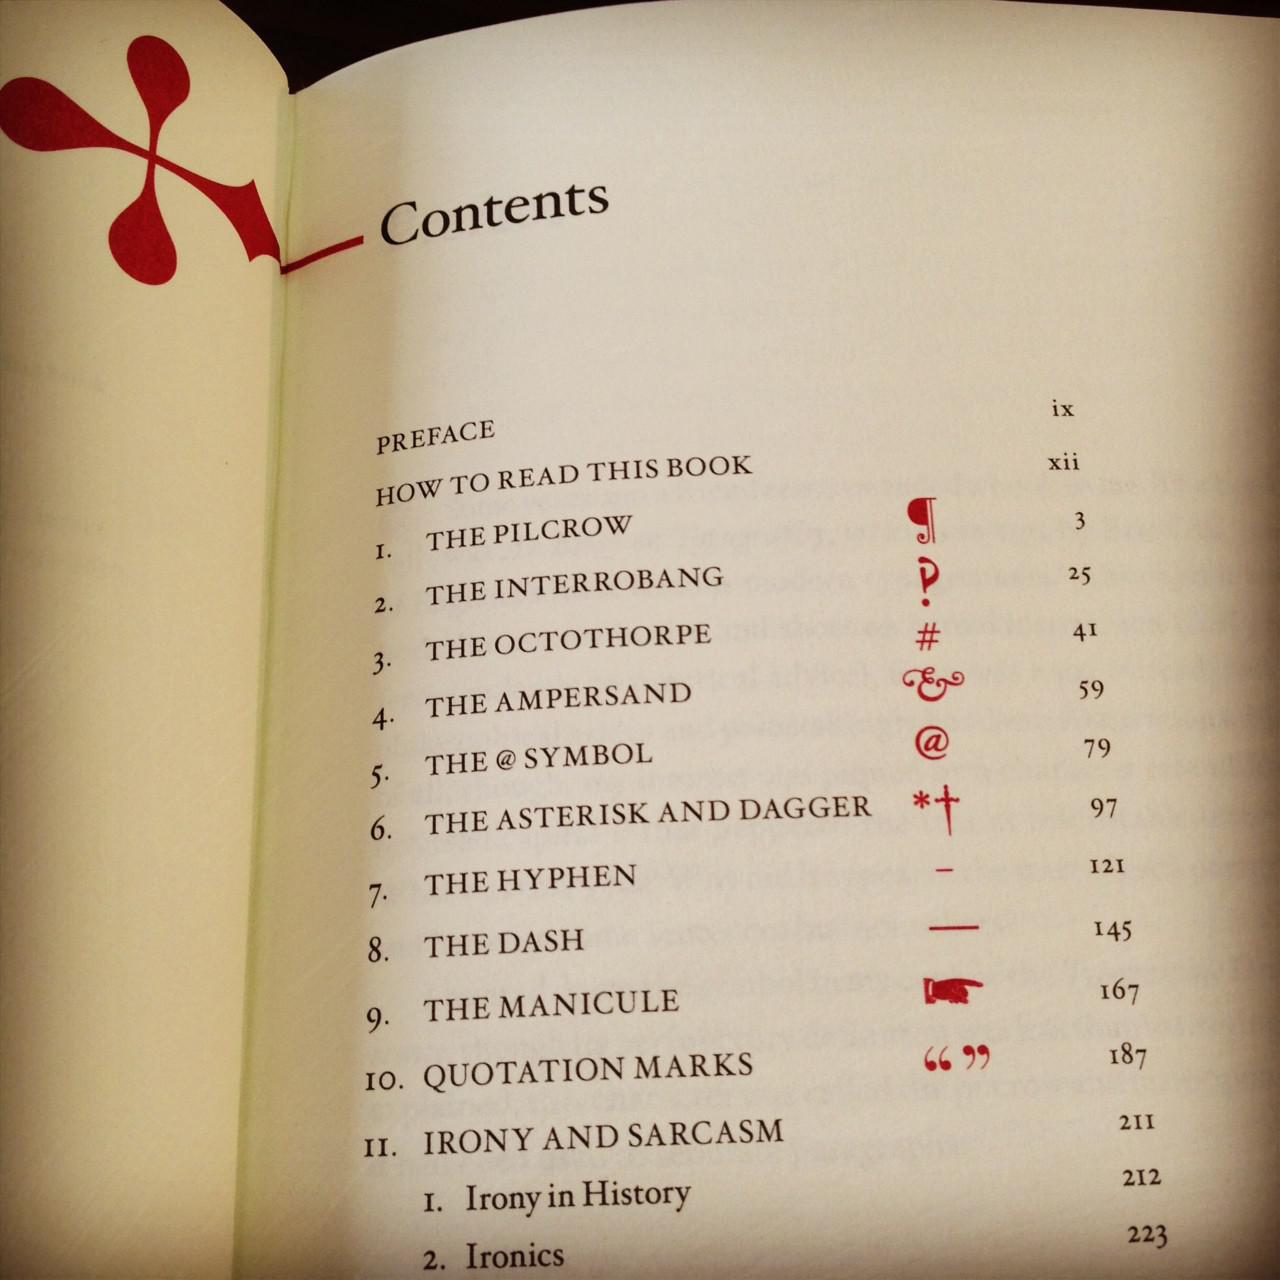 Contents
PREFACE ix
HOW TO READ THIS BOOK xii
1. THE PILCROW ¶ 3
2. THE INTERROBANG ‽ 25
3. THE OCTOTHORPE # 41
4. THE AMPERSAND & 59
5. THE @ SYMBOL @ 79
6. THE ASTERISK AND DAGGER *† 97
7. THE HYPHEN - 121
8. THE DASH — 145
9. THE MANICULE ☛ 167
10. QUOTATION MARKS “ ” 187
11. IRONY AND SARCASM 211
1. Irony in History 212
2. Ironics 223